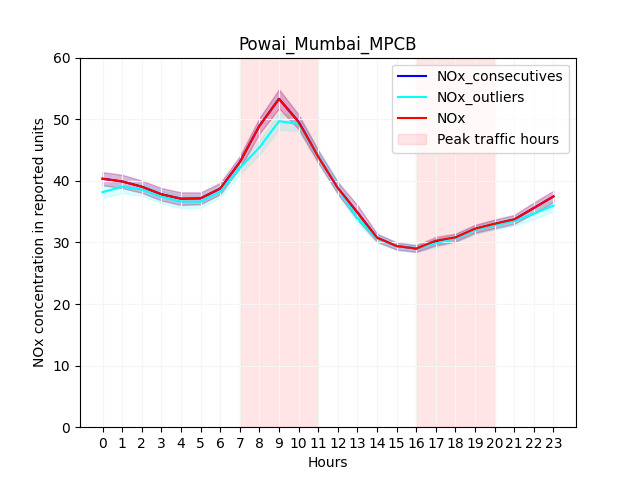 Powai_Mumbai_MPCB
NOx_consecutives
NOx_outliers
NOx
Peak traffic hours
NOx concentration in reported units
60
50
40
30
20
10
0
0 1 2 3 4 5 6 7 8 9 10 11 12 13 14 15 16 17 18 19 20 21 22 23
Hours